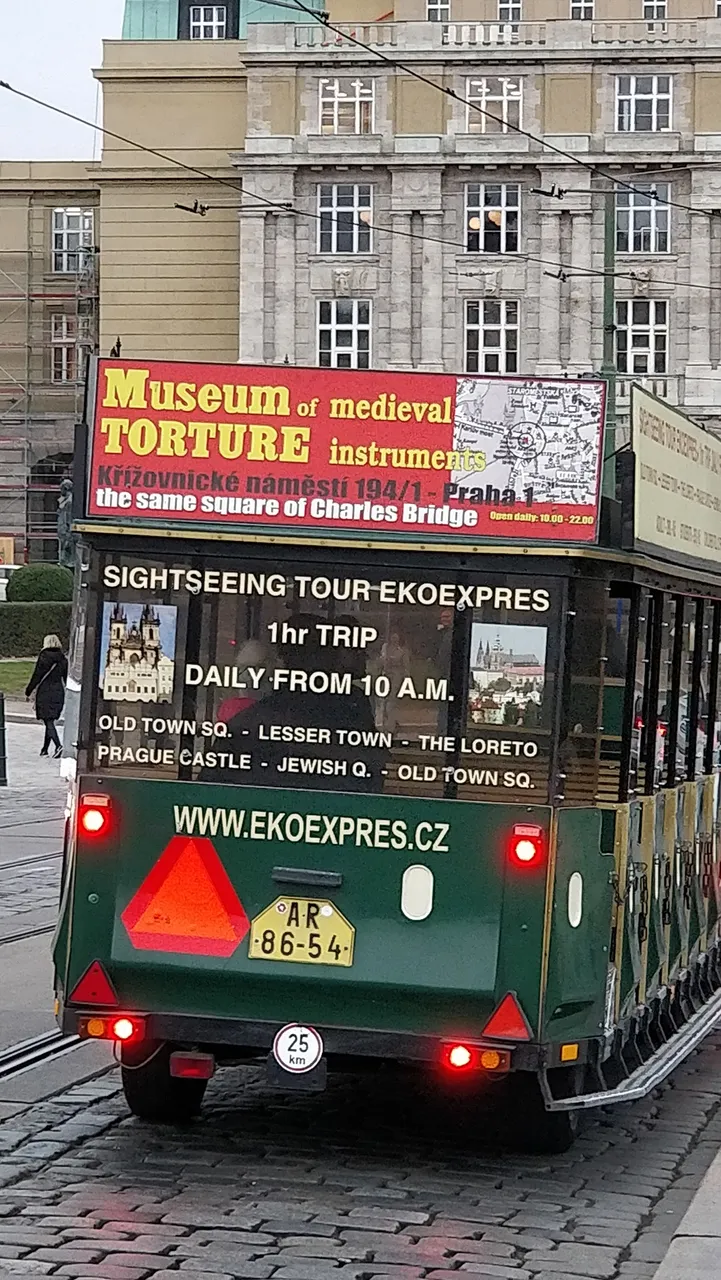 Museum of medieval
TORTURE instruments
Křížovnické náměstí 194/1 - Praha 1
the same square of Charles Bridge
Open daily: 10.00 - 22.00
SIGHTSEEING TOUR EKOEXPRES
1hr TRIP
DAILY FROM 10 A.M.
OLD TOWN SQ. - LESSER TOWN - THE LORETO
PRAGUE CASTLE - JEWISH Q. - OLD TOWN SQ.
WWW.EKOEXPRES.CZ
AR
86-54
25
km